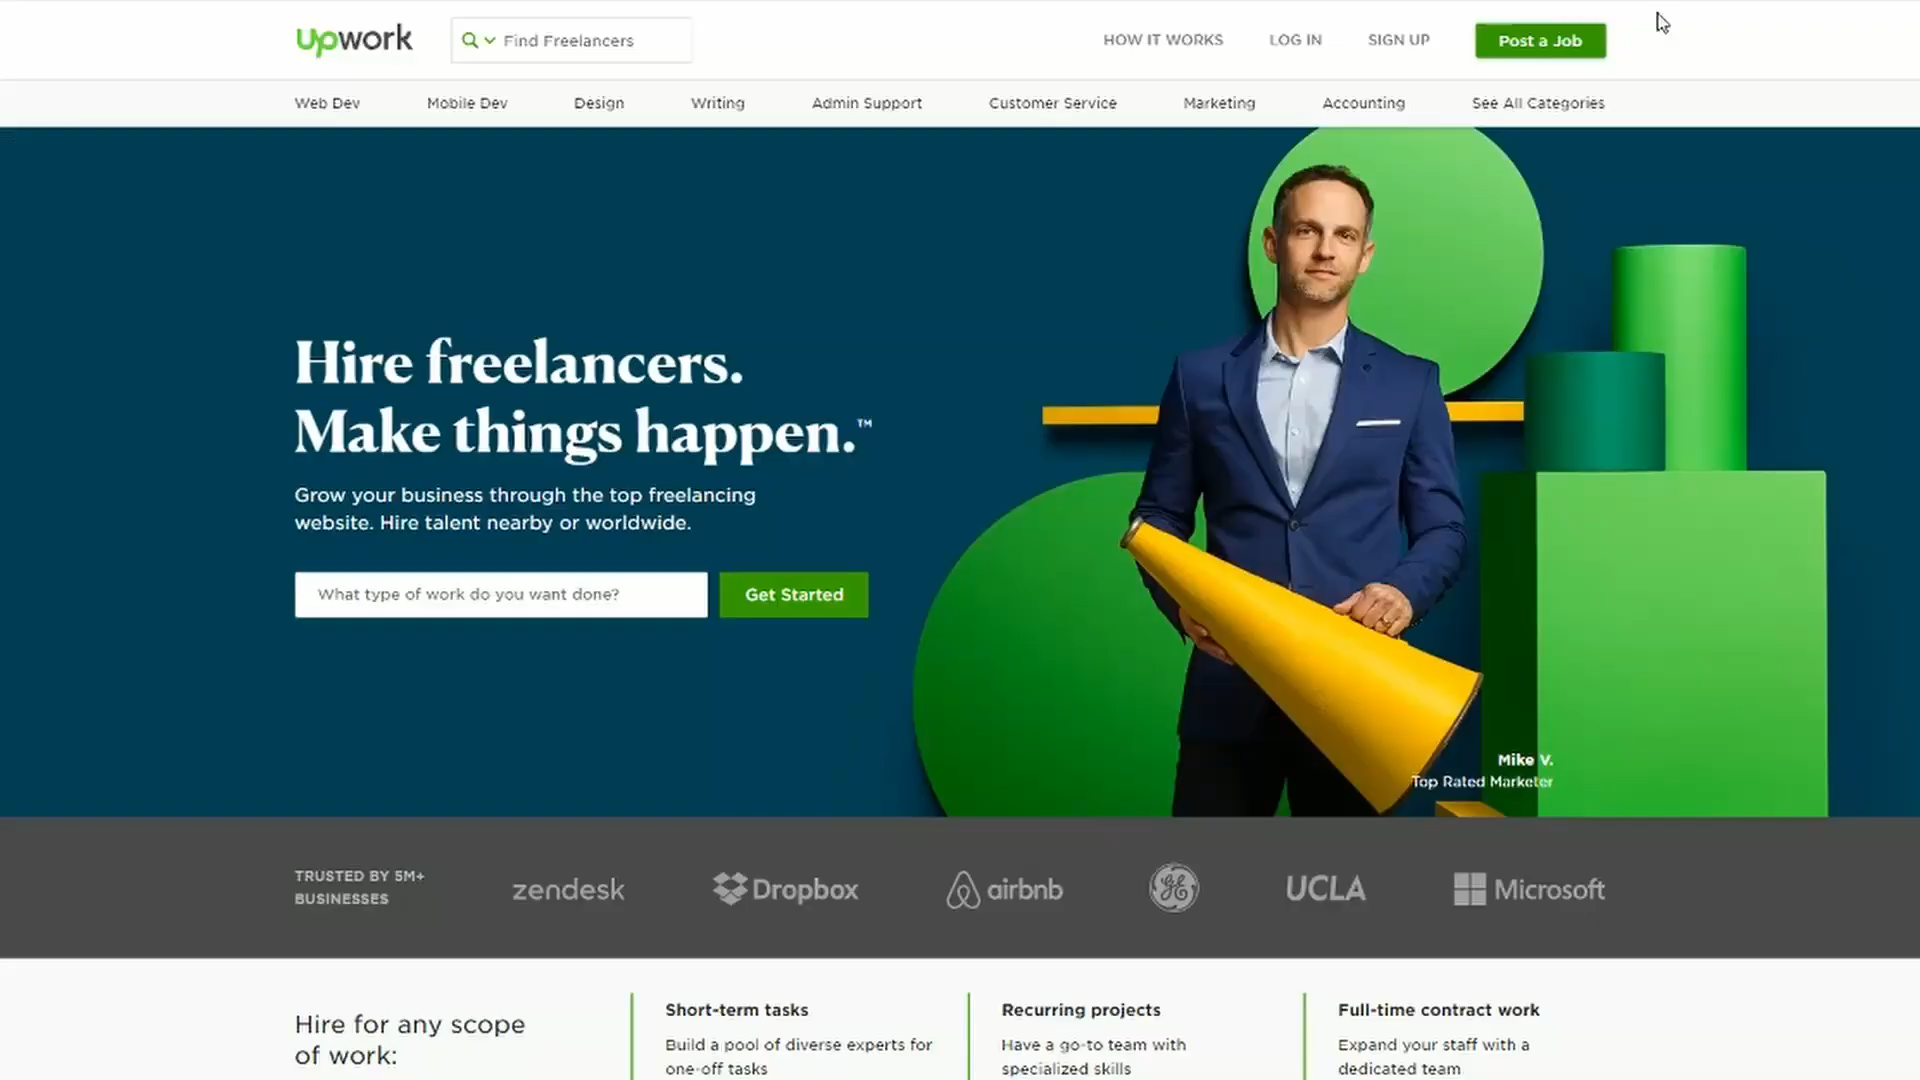 upwork
Find Freelancers
HOW IT WORKS
LOG IN
SIGN UP
Post a Job
Web Dev
Mobile Dev
Design
Writing
Admin Support
Customer Service
Marketing
Accounting
See All Categories
Hire freelancers.
Make things happen.™
Grow your business through the top freelancing
website. Hire talent nearby or worldwide.
What type of work do you want done?
Get Started
Mike V.
Top Rated Marketer
TRUSTED BY 5M+
BUSINESSES
zendesk
Dropbox
airbnb
GE
UCLA
Microsoft
Hire for any scope
of work:
Short-term tasks
Build a pool of diverse experts for
one-off tasks
Recurring projects
Have a go-to team with
specialized skills
Full-time contract work
Expand your staff with a
dedicated team